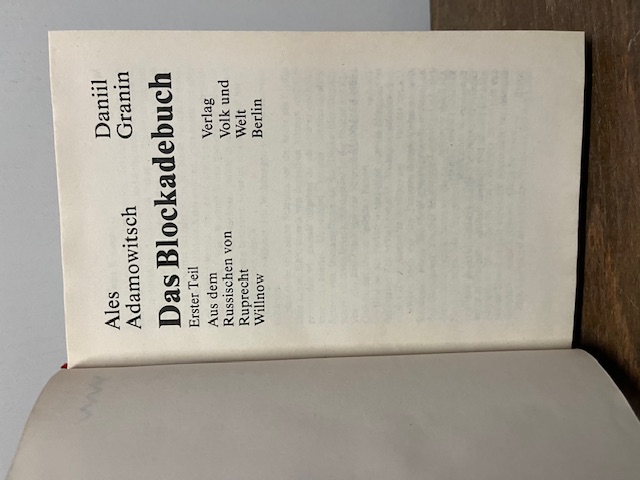 Ales
Adamowitsch
Daniil
Granin
Das Blockadebuch
Erster Teil
Aus dem
Russischen von
Ruprecht
Willnow
Verlag
Volk und
Welt
Berlin